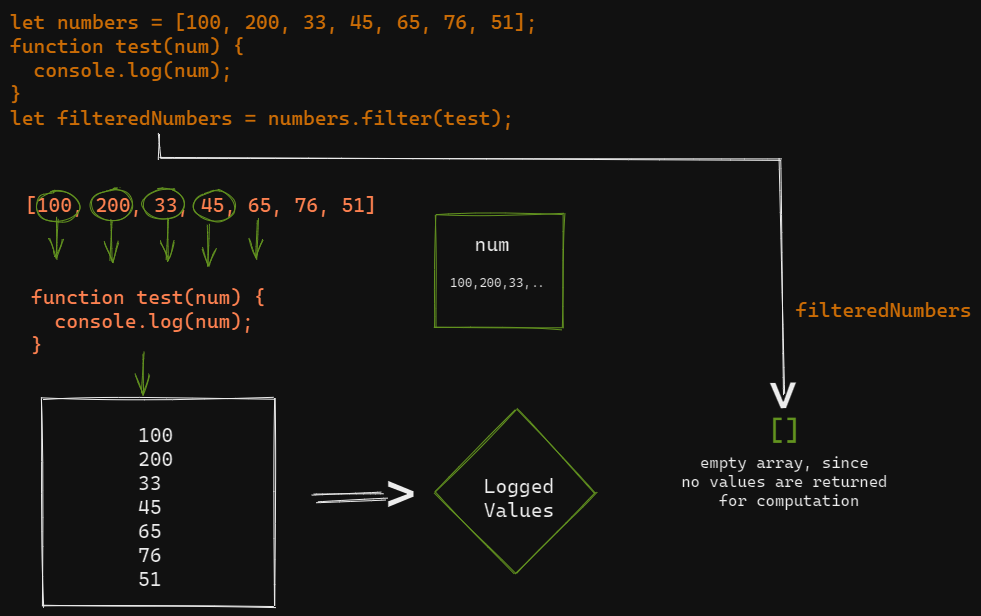 let numbers = [100, 200, 33, 45, 65, 76, 51];
function test(num) {
  console.log(num);
}
let filteredNumbers = numbers.filter(test);
[100, 200, 33, 45, 65, 76, 51]
num
100,200,33,..
function test(num) {
  console.log(num);
}
filteredNumbers
[]
empty array, since
no values are returned
for computation
100
200
33
45
65
76
51
Logged
Values